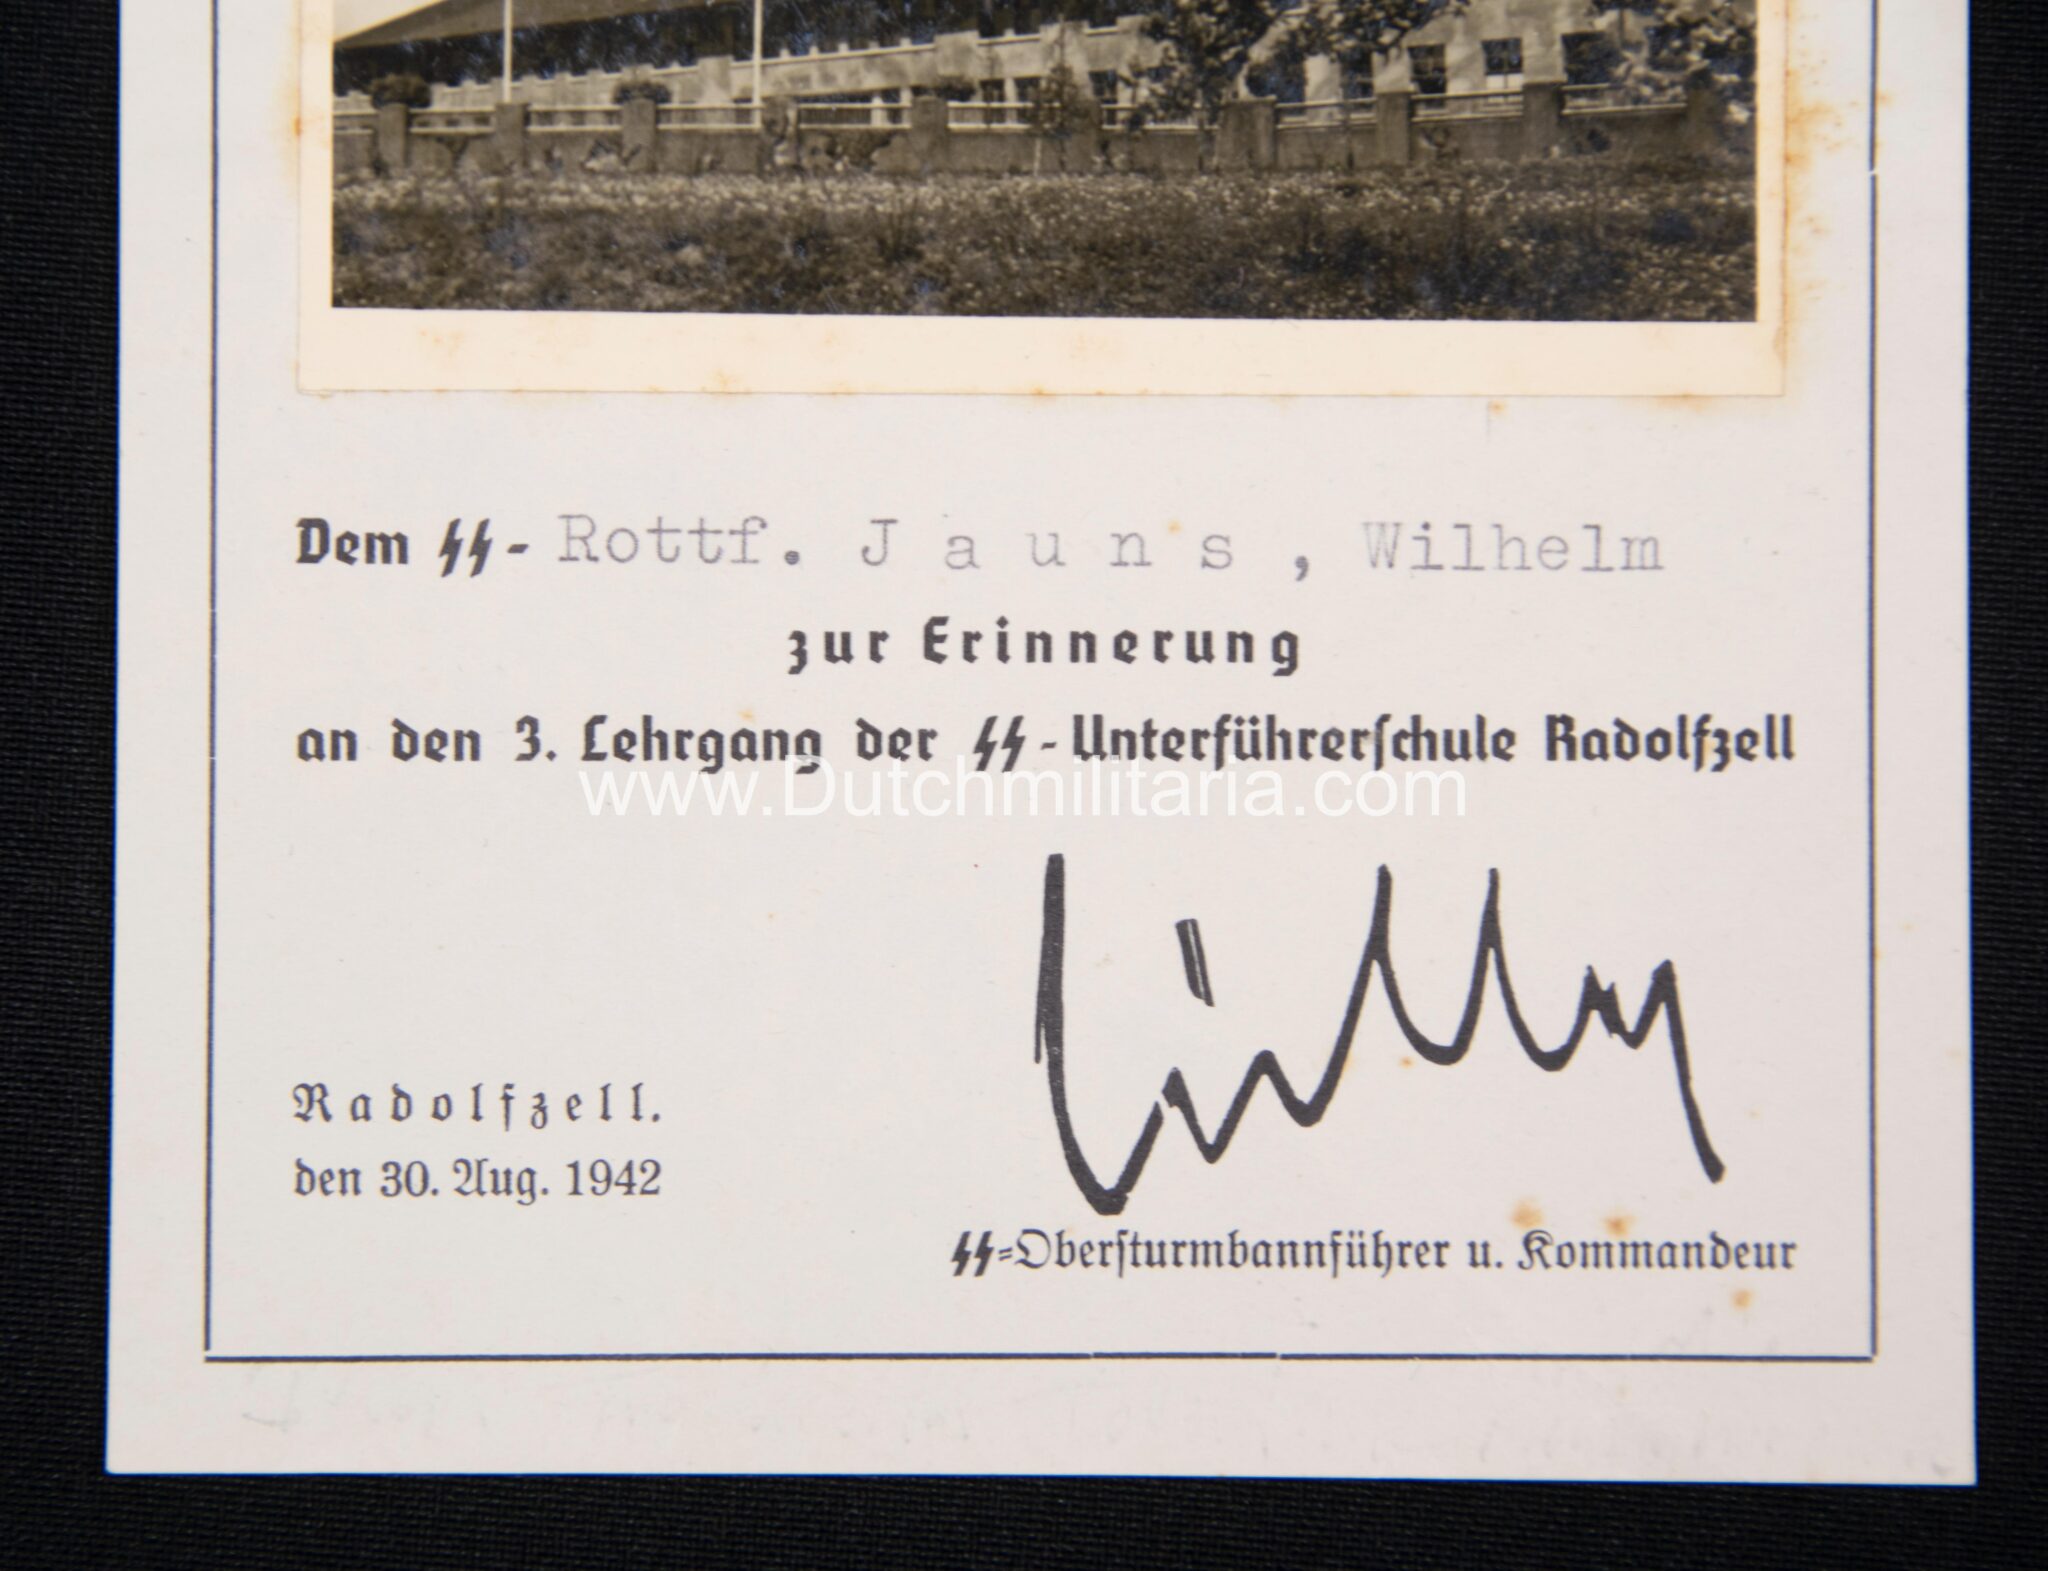 Dem SS- Rottf. J a u n s , Wilhelm
zur Erinnerung
an den 3. Lehrgang der SS-Unterführerschule Radolfzell
www.Dutchmilitaria.com
Radolfzell.
den 30. Aug. 1942
SS-Obersturmbannführer u. Kommandeur